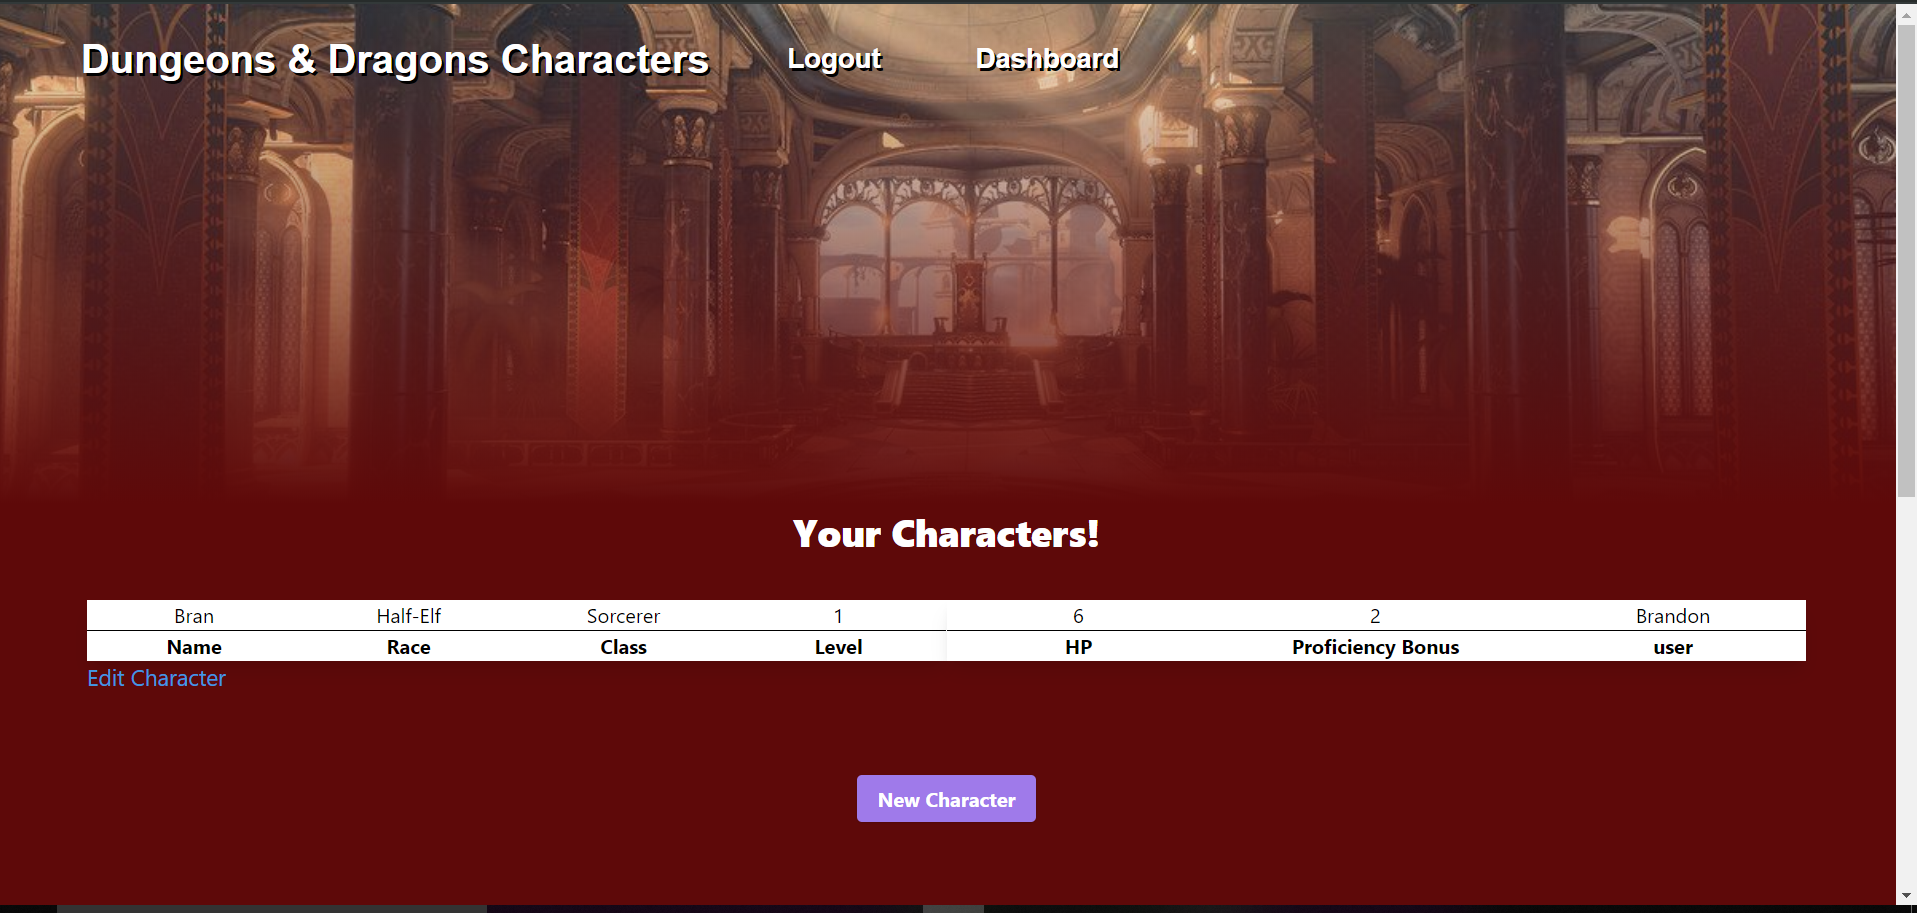 Dungeons & Dragons Characters Logout Dashboard
Your Characters!
Bran Half-Elf Sorcerer 1 6 2 Brandon
Name Race Class Level HP Proficiency Bonus user
Edit Character
New Character